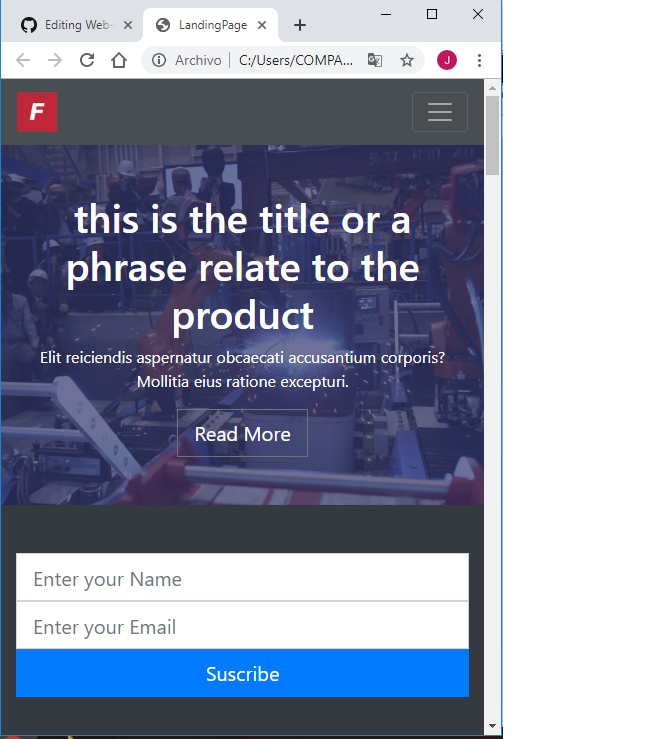 Editing Web-
LandingPage
Archivo
C:/Users/COMPA...
J
F
this is the title or a
phrase relate to the
product
Elit reiciendis aspernatur obcaecati accusantium corporis?
Mollitia eius ratione excepturi.
Read More
Enter your Name
Enter your Email
Suscribe